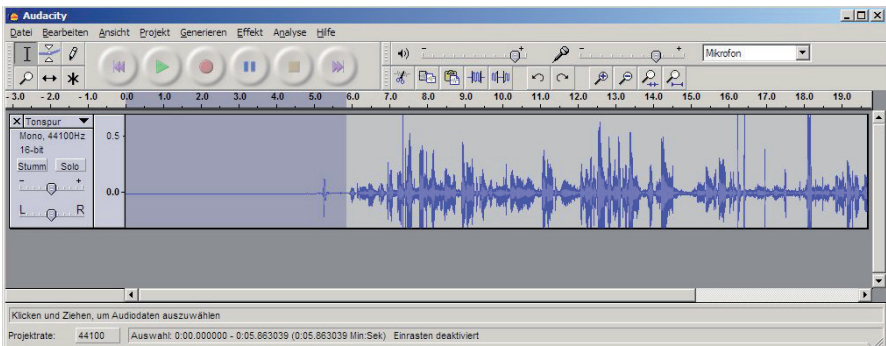 Audacity
Datei Bearbeiten Ansicht Projekt Generieren Effekt Analyse Hilfe
Mikrofon
- 3.0 - 2.0 - 1.0 0.0 1.0 2.0 3.0 4.0 5.0 6.0 7.0 8.0 9.0 10.0 11.0 12.0 13.0 14.0 15.0 16.0 17.0 18.0 19.0
X Tonspur
Mono, 44100Hz
16-bit
Stumm Solo
- +
L R
0.5
0.0
Klicken und Ziehen, um Audiodaten auszuwählen
Projektrate: 44100 Auswahl: 0:00.000000 - 0:05.863039 (0:05.863039 Min:Sek) Einrasten deaktiviert